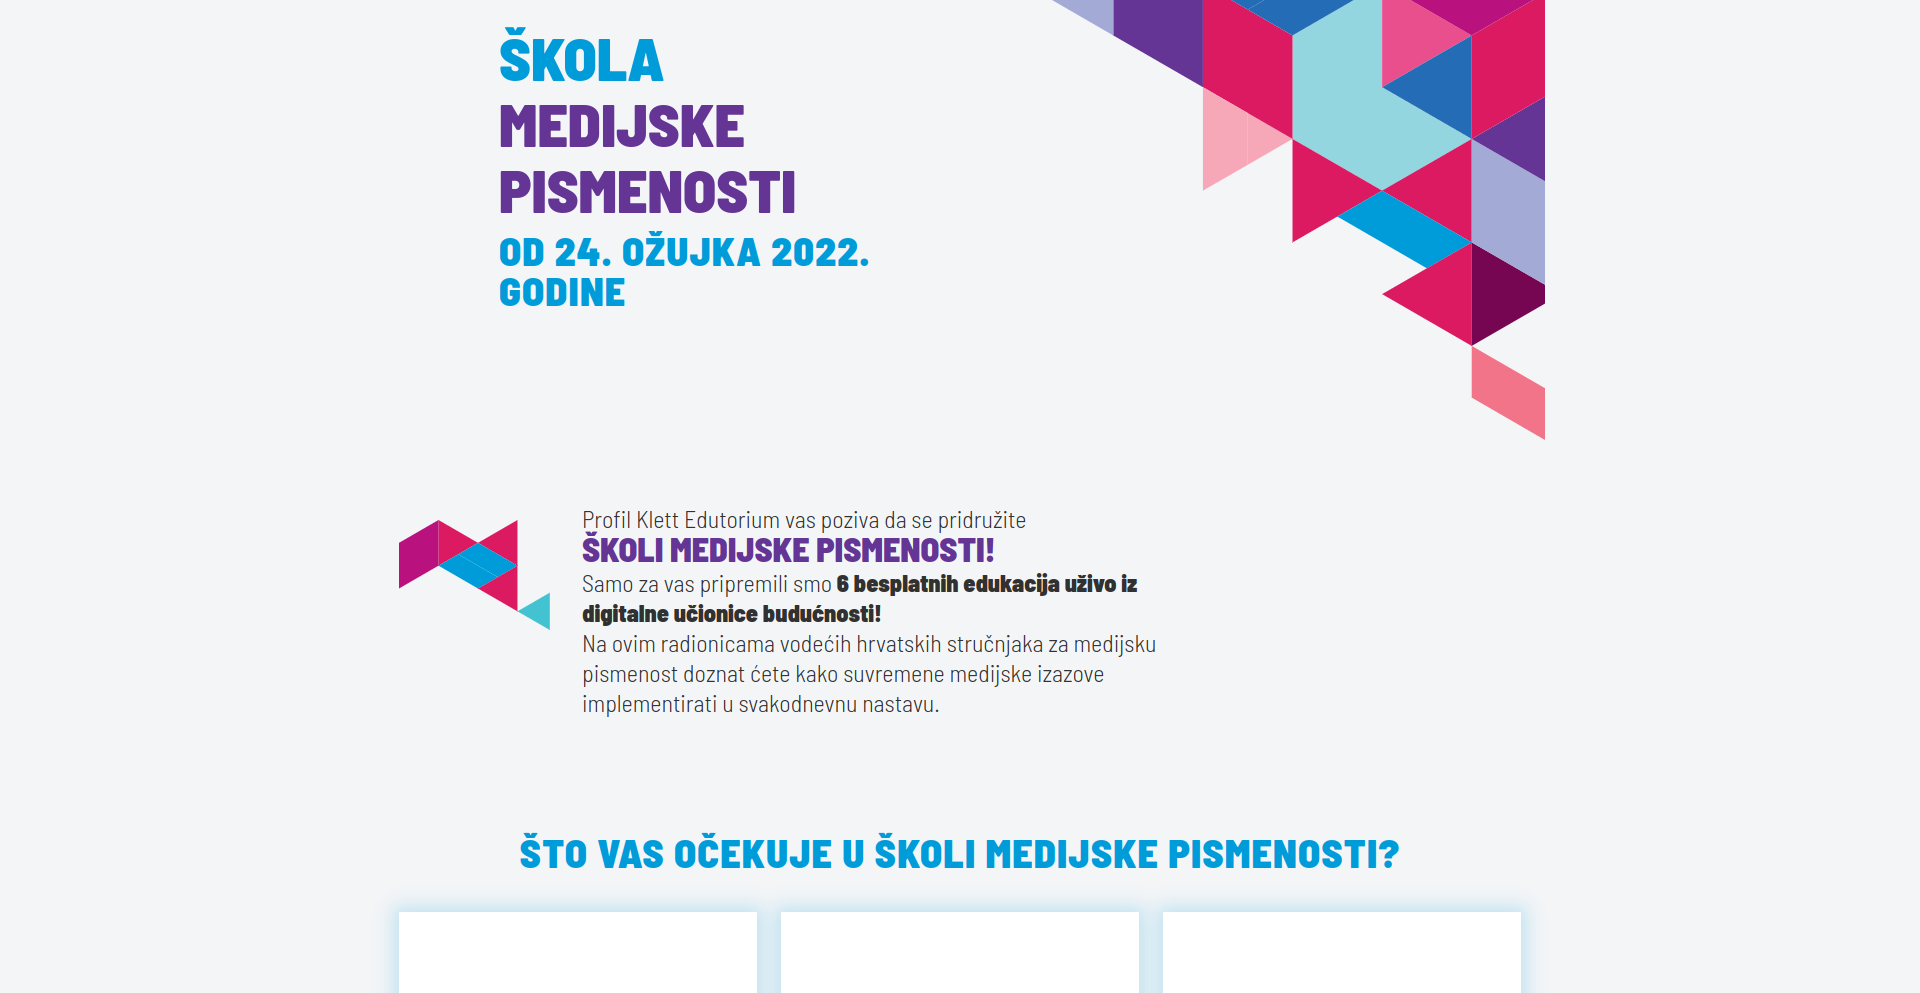 ŠKOLA
MEDIJSKE
PISMENOSTI
OD 24. OŽUJKA 2022.
GODINE
Profil Klett Edutorium vas poziva da se pridružite
ŠKOLI MEDIJSKE PISMENOSTI!
Samo za vas pripremili smo 6 besplatnih edukacija uživo iz
digitalne učionice budućnosti!
Na ovim radionicama vodećih hrvatskih stručnjaka za medijsku
pismenost doznat ćete kako suvremene medijske izazove
implementirati u svakodnevnu nastavu.
ŠTO VAS OČEKUJE U ŠKOLI MEDIJSKE PISMENOSTI?